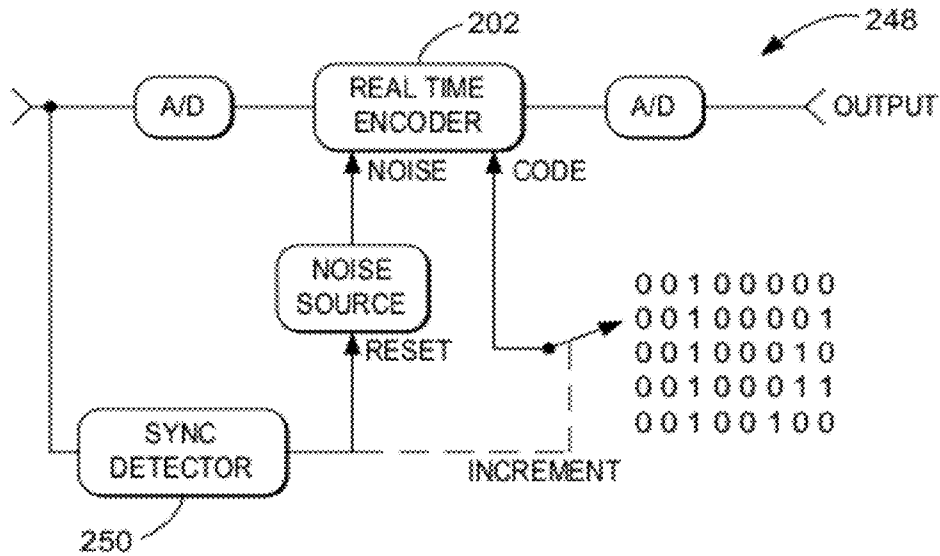 202
248
A/D
REAL TIME
ENCODER
A/D
OUTPUT
NOISE
CODE
NOISE
SOURCE
RESET
0 0 1 0 0 0 0 0
0 0 1 0 0 0 0 1
0 0 1 0 0 0 1 0
0 0 1 0 0 0 1 1
0 0 1 0 0 1 0 0
SYNC
DETECTOR
INCREMENT
250